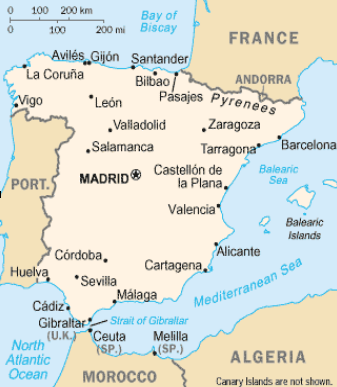 0 100 200 km
0 100 200 mi
Bay of
Biscay
FRANCE
Avilés Gijón
Santander
La Coruña
Bilbao
ANDORRA
Vigo
León
Pasajes
Pyrenees
Valladolid
Zaragoza
Barcelona
Salamanca
Tarragona
PORT.
MADRID
Castellón de
la Plana
Balearic
Sea
Valencia
Balearic
Islands
Alicante
Córdoba
Cartagena
Huelva
Sevilla
Mediterranean Sea
Málaga
Cádiz
Gibraltar
(U.K.)
Strait of Gibraltar
Ceuta
(SP.)
Melilla
(SP.)
North
Atlantic
Ocean
ALGERIA
MOROCCO
Canary Islands are not shown.